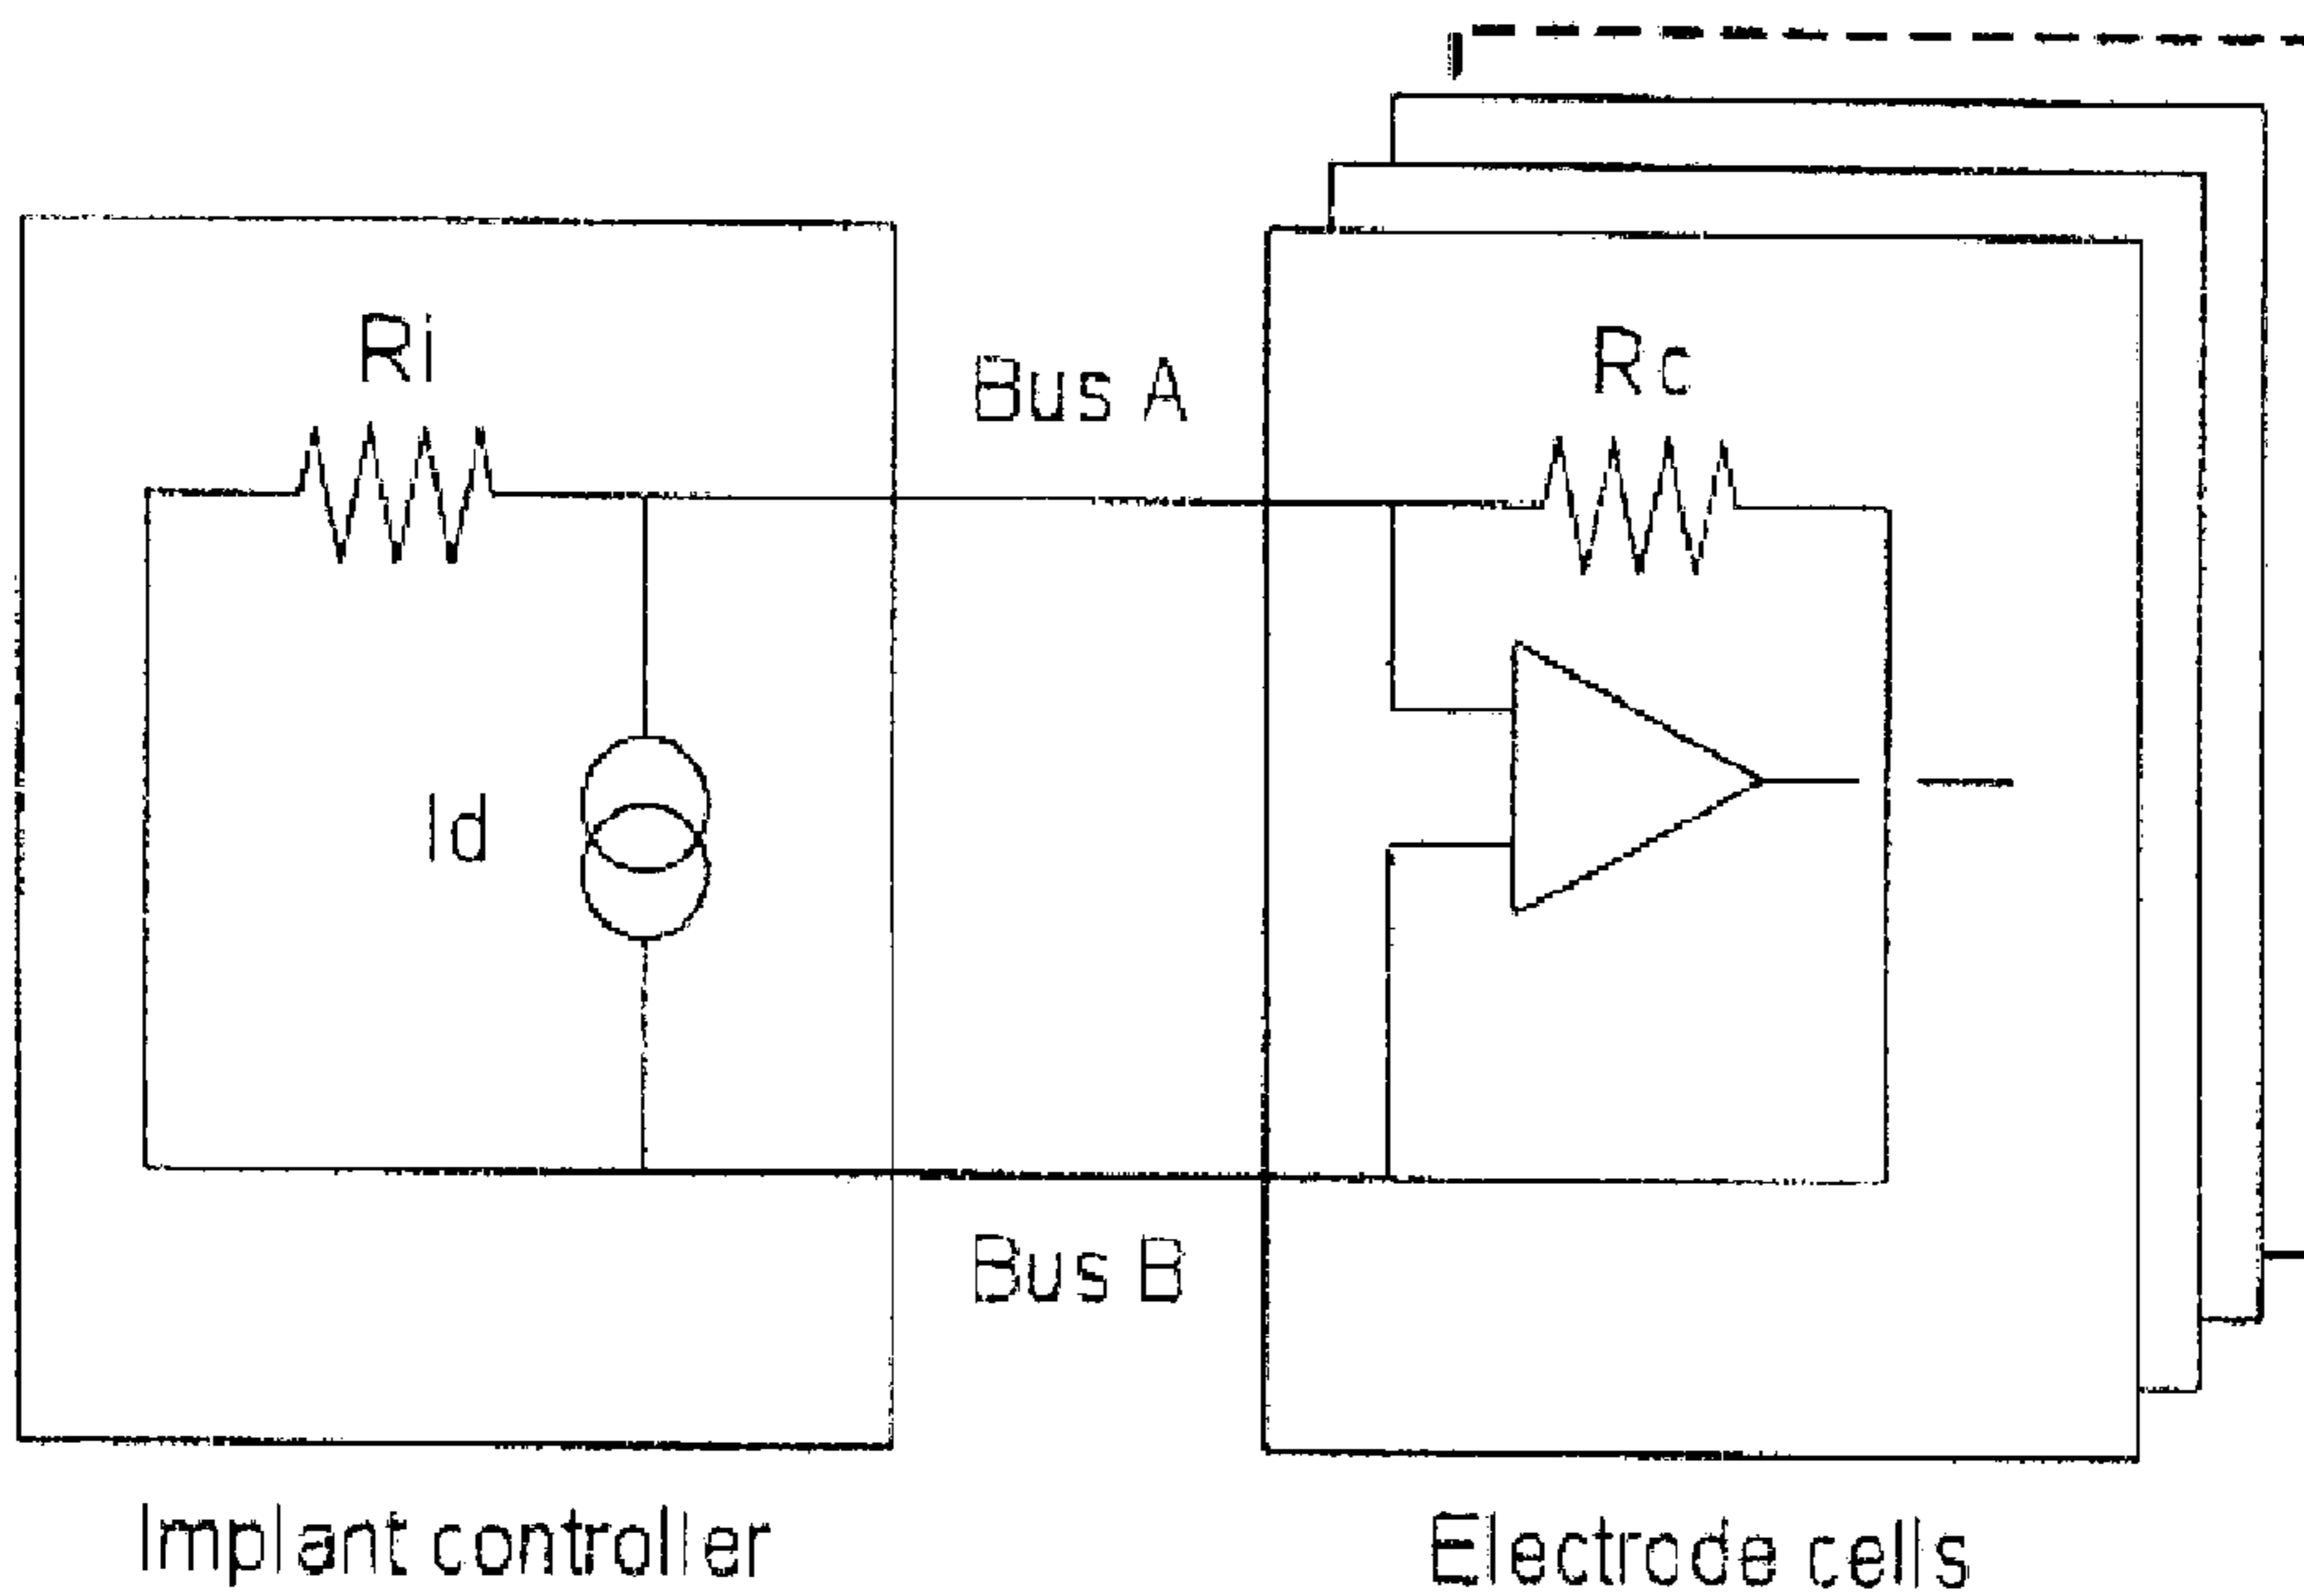 Ri
Bus A
Rc
Id
Bus B
Implant controller
Electrode cells